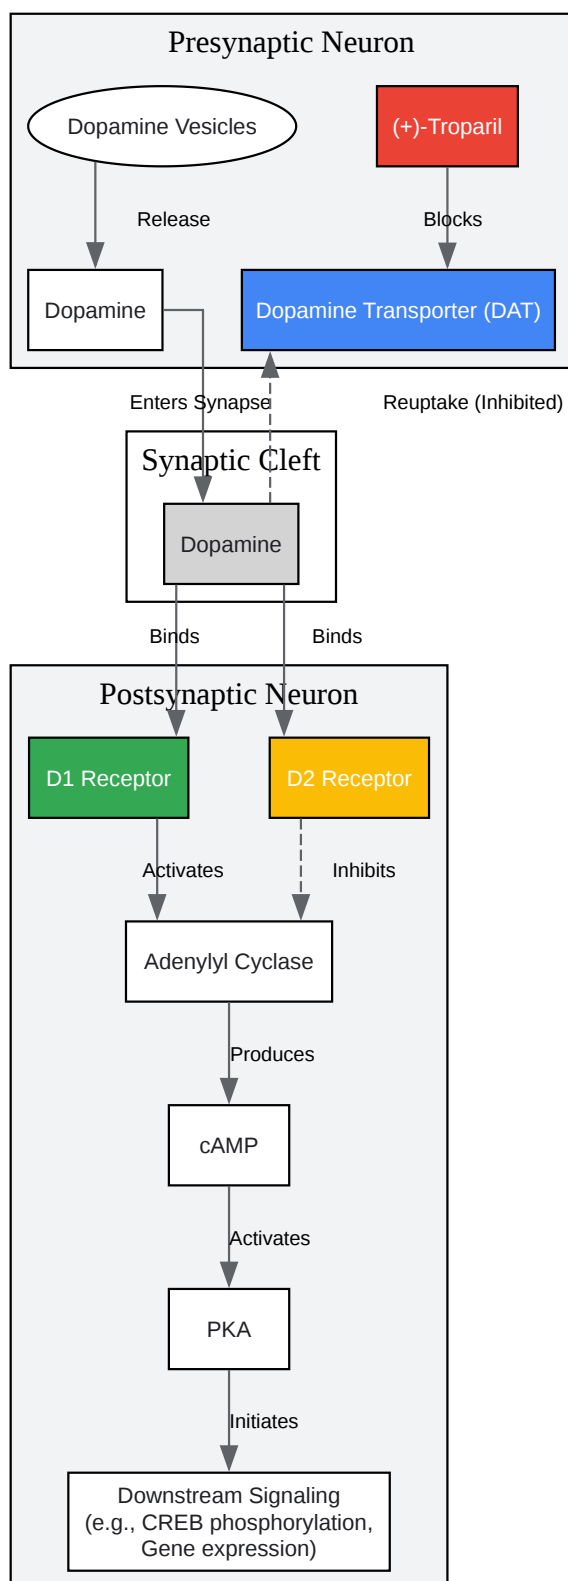 Presynaptic Neuron
Dopamine Vesicles
(+)-Troparil
Release
Blocks
Dopamine
Dopamine Transporter (DAT)
Enters Synapse
Reuptake (Inhibited)
Synaptic Cleft
Dopamine
Binds
Binds
Postsynaptic Neuron
D1 Receptor
D2 Receptor
Activates
Inhibits
Adenylyl Cyclase
Produces
cAMP
Activates
PKA
Initiates
Downstream Signaling
(e.g., CREB phosphorylation,
Gene expression)